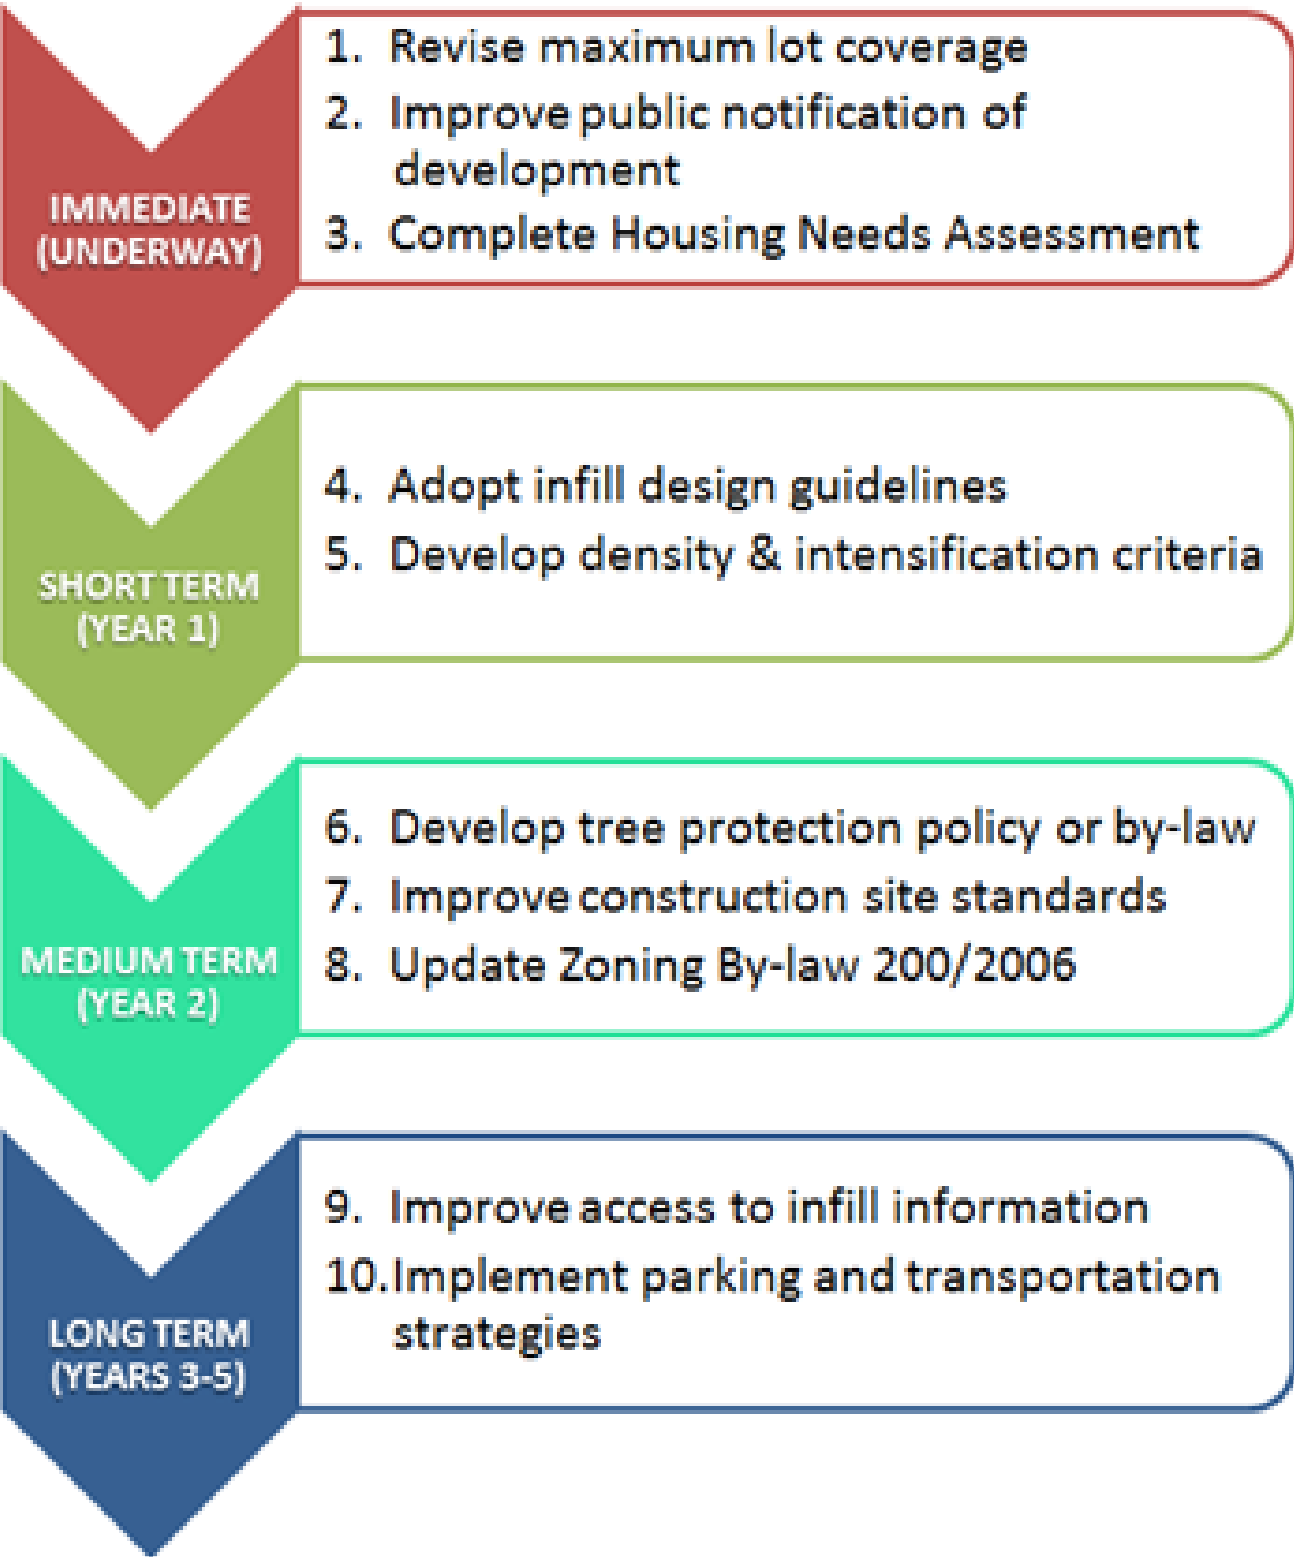 IMMEDIATE
(UNDERWAY)
1. Revise maximum lot coverage
2. Improve public notification of
development
3. Complete Housing Needs Assessment
SHORT TERM
(YEAR 1)
4. Adopt infill design guidelines
5. Develop density & intensification criteria
MEDIUM TERM
(YEAR 2)
6. Develop tree protection policy or by-law
7. Improve construction site standards
8. Update Zoning By-law 200/2006
LONG TERM
(YEARS 3-5)
9. Improve access to infill information
10. Implement parking and transportation
strategies